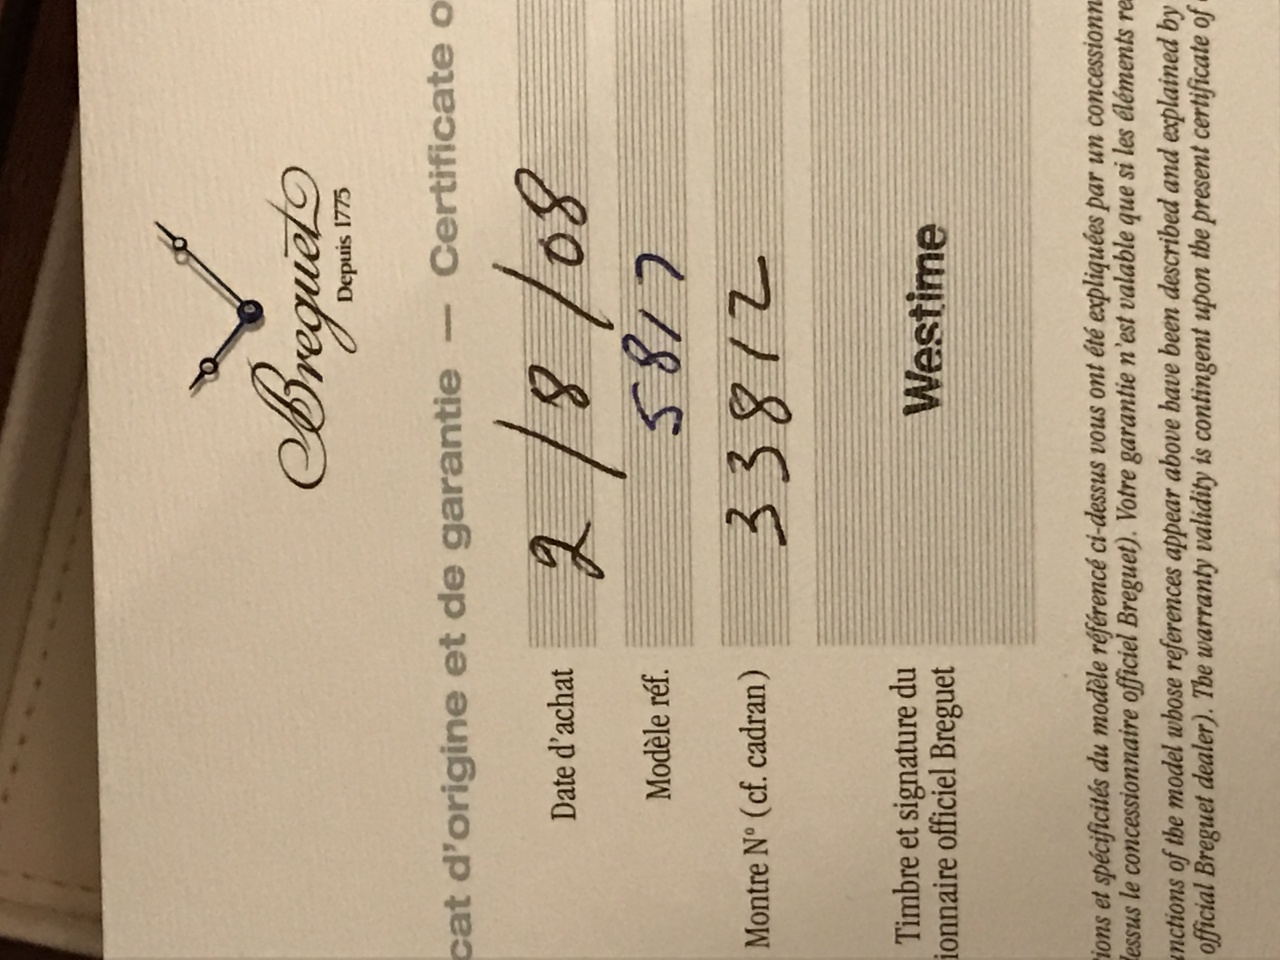 Breguet
Depuis 1775
cat d'origine et de garantie – Certificate o
Date d'achat 2/8/08
Modèle réf. 5817
Montre N° (cf. cadran) 33812
Timbre et signature du
ionnaire officiel Breguet
Westime
ions et spécificités du modèle référencé ci-dessus vous ont été expliquées par un concessionn
lessus le concessionnaire officiel Breguet). Votre garantie n'est valable que si les éléments re
nctions of the model whose references appear above have been described and explained by
official Breguet dealer). The warranty validity is contingent upon the present certificate of